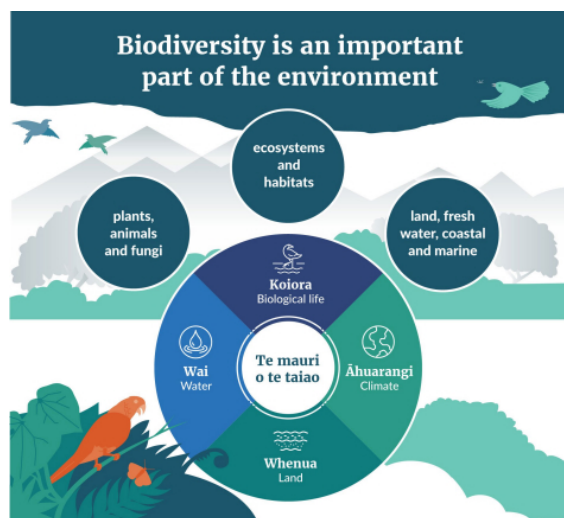 Biodiversity is an important
part of the environment
ecosystems
and
habitats
plants,
animals
and fungi
land, fresh
water, coastal
and marine
Koiora
Biological life
Wai
Water
Te mauri
o te taiao
Āhuarangi
Climate
Whenua
Land